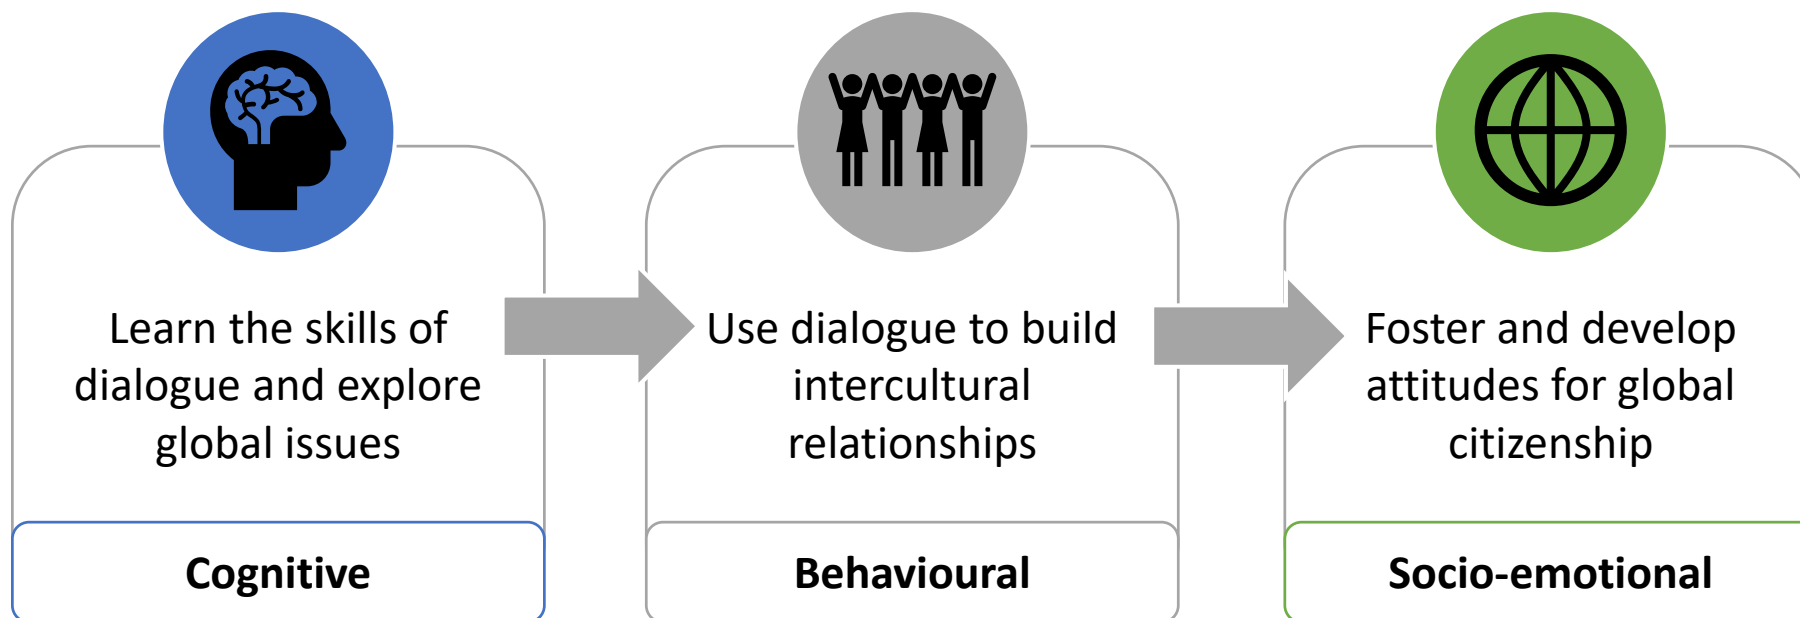 Learn the skills of
dialogue and explore
global issues
Cognitive
Use dialogue to build
intercultural
relationships
Behavioural
Foster and develop
attitudes for global
citizenship
Socio-emotional